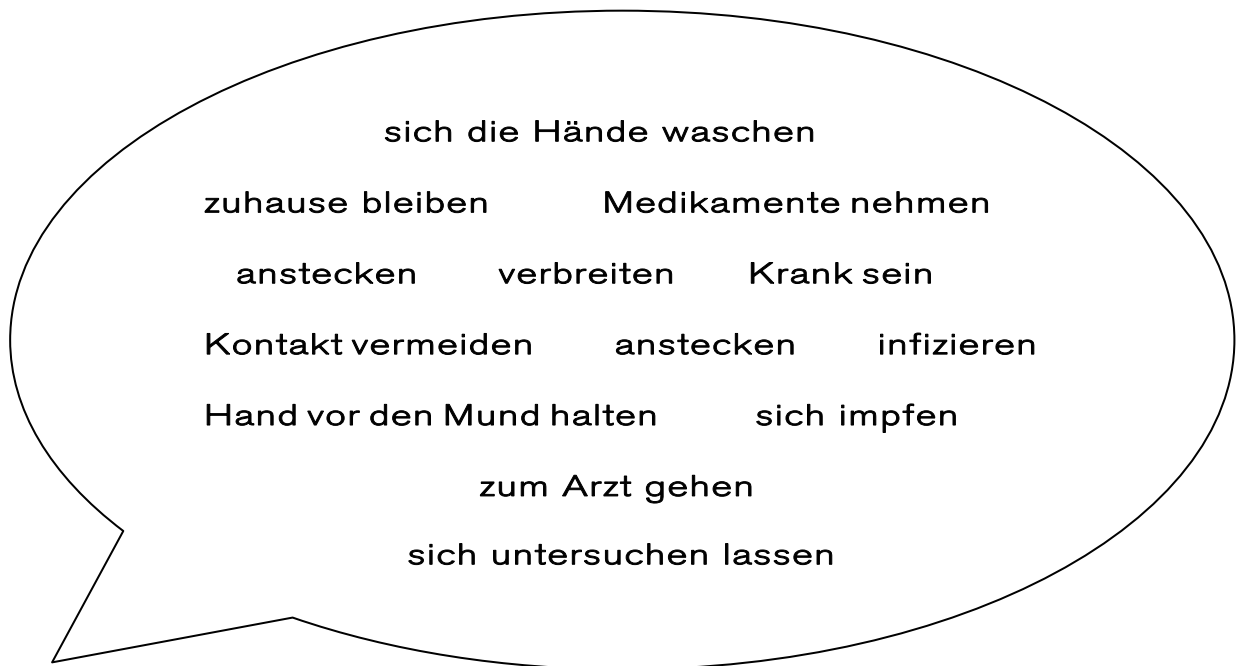 sich die Hände waschen
zuhause bleiben Medikamente nehmen
anstecken verbreiten Krank sein
Kontakt vermeiden anstecken infizieren
Hand vor den Mund halten sich impfen
zum Arzt gehen
sich untersuchen lassen